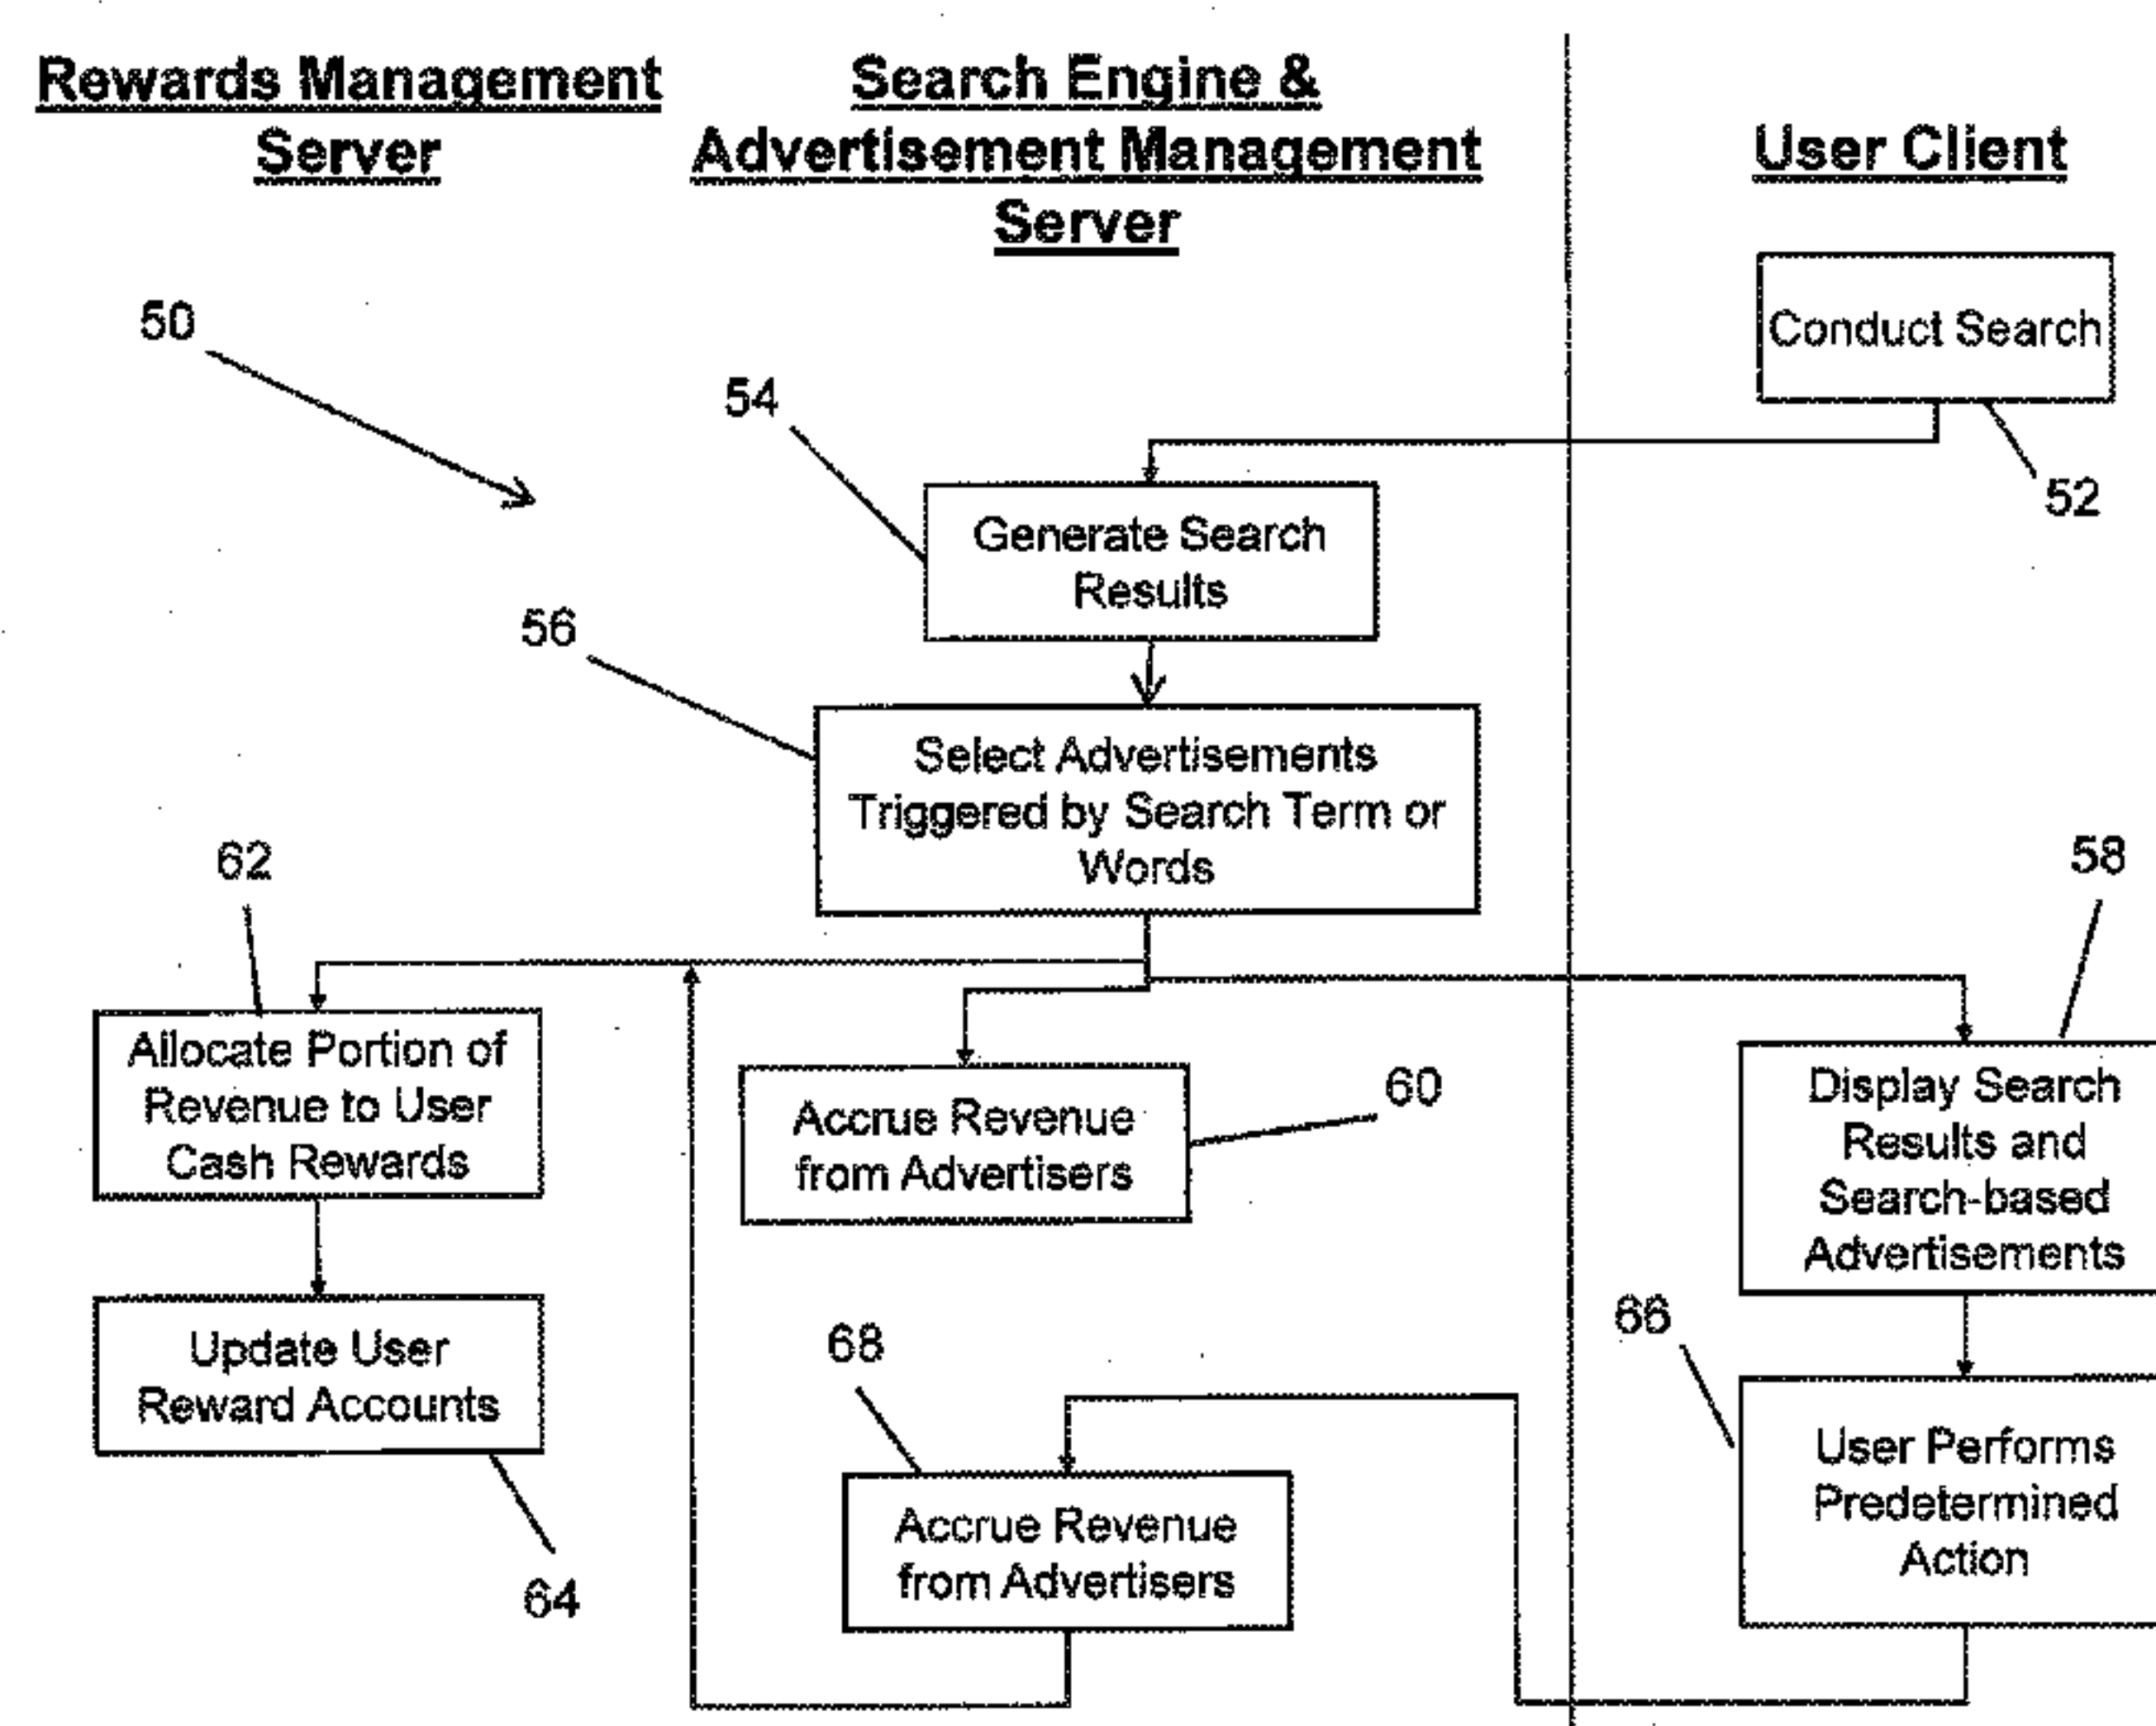 Rewards Management
Server
Search Engine &
Advertisement Management
Server
User Client
50
Conduct Search
52
54
Generate Search
Results
56
Select Advertisements
Triggered by Search Term or
Words
62
Allocate Portion of
Revenue to User
Cash Rewards
Accrue Revenue
from Advertisers
60
58
Display Search
Results and
Search-based
Advertisements
Update User
Reward Accounts
64
68
Accrue Revenue
from Advertisers
66
User Performs
Predetermined
Action